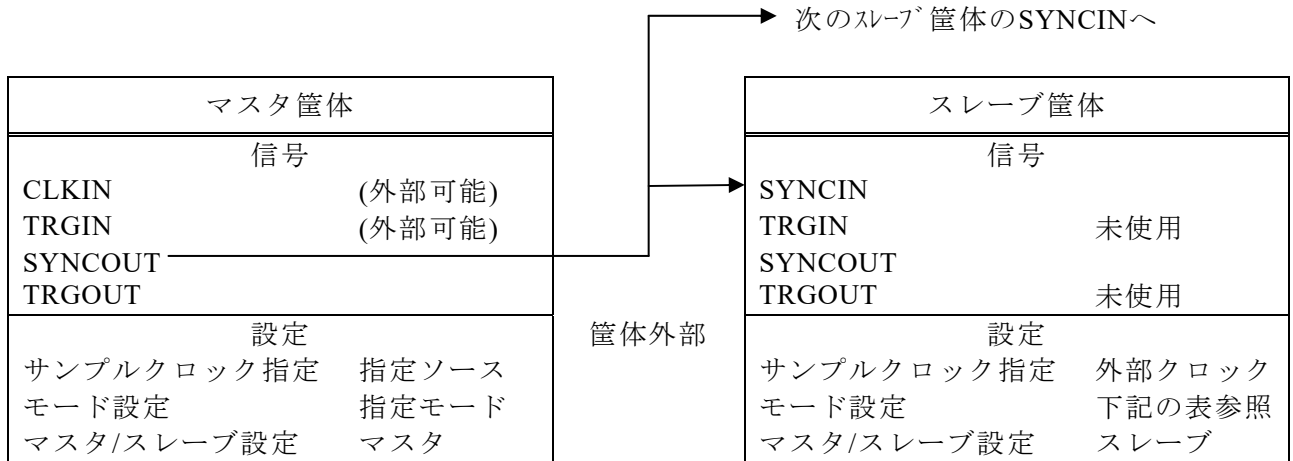 次のｽﾚｰﾌﾞ筐体のSYNCINへ
マスタ筐体
信号
CLKIN (外部可能)
TRGIN (外部可能)
SYNCOUT
TRGOUT
設定
サンプルクロック指定 指定ソース
モード設定 指定モード
マスタ/スレーブ設定 マスタ
筐体外部
スレーブ筐体
信号
SYNCIN
TRGIN 未使用
SYNCOUT
TRGOUT 未使用
設定
サンプルクロック指定 外部クロック
モード設定 下記の表参照
マスタ/スレーブ設定 スレーブ